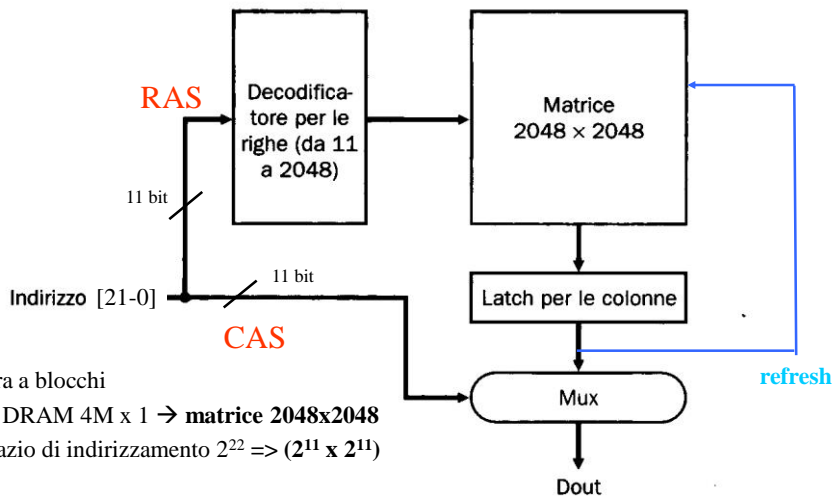 RAS
Decodifica-
tore per le
righe (da 11
a 2048)
Matrice
2048 × 2048
11 bit
11 bit
Indirizzo [21-0]
CAS
Latch per le colonne
refresh
Mux
a blocchi
DRAM 4M x 1 → matrice 2048x2048
di indirizzamento 2²² => (2¹¹ x 2¹¹)
Dout